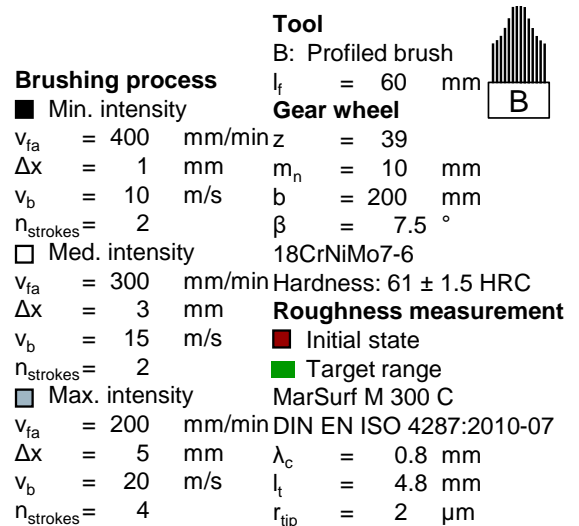 Brushing process
Min. intensity
v_fa = 400 mm/min
Δx = 1 mm
v_b = 10 m/s
n_strokes = 2
Med. intensity
v_fa = 300 mm/min
Δx = 3 mm
v_b = 15 m/s
n_strokes = 2
Max. intensity
v_fa = 200 mm/min
Δx = 5 mm
v_b = 20 m/s
n_strokes = 4
Tool
B: Profiled brush
l_f = 60 mm
B
Gear wheel
z = 39
m_n = 10 mm
b = 200 mm
β = 7.5 °
18CrNiMo7-6
Hardness: 61 ± 1.5 HRC
Roughness measurement
Initial state
Target range
MarSurf M 300 C
DIN EN ISO 4287:2010-07
λ_c = 0.8 mm
l_t = 4.8 mm
r_tip = 2 μm